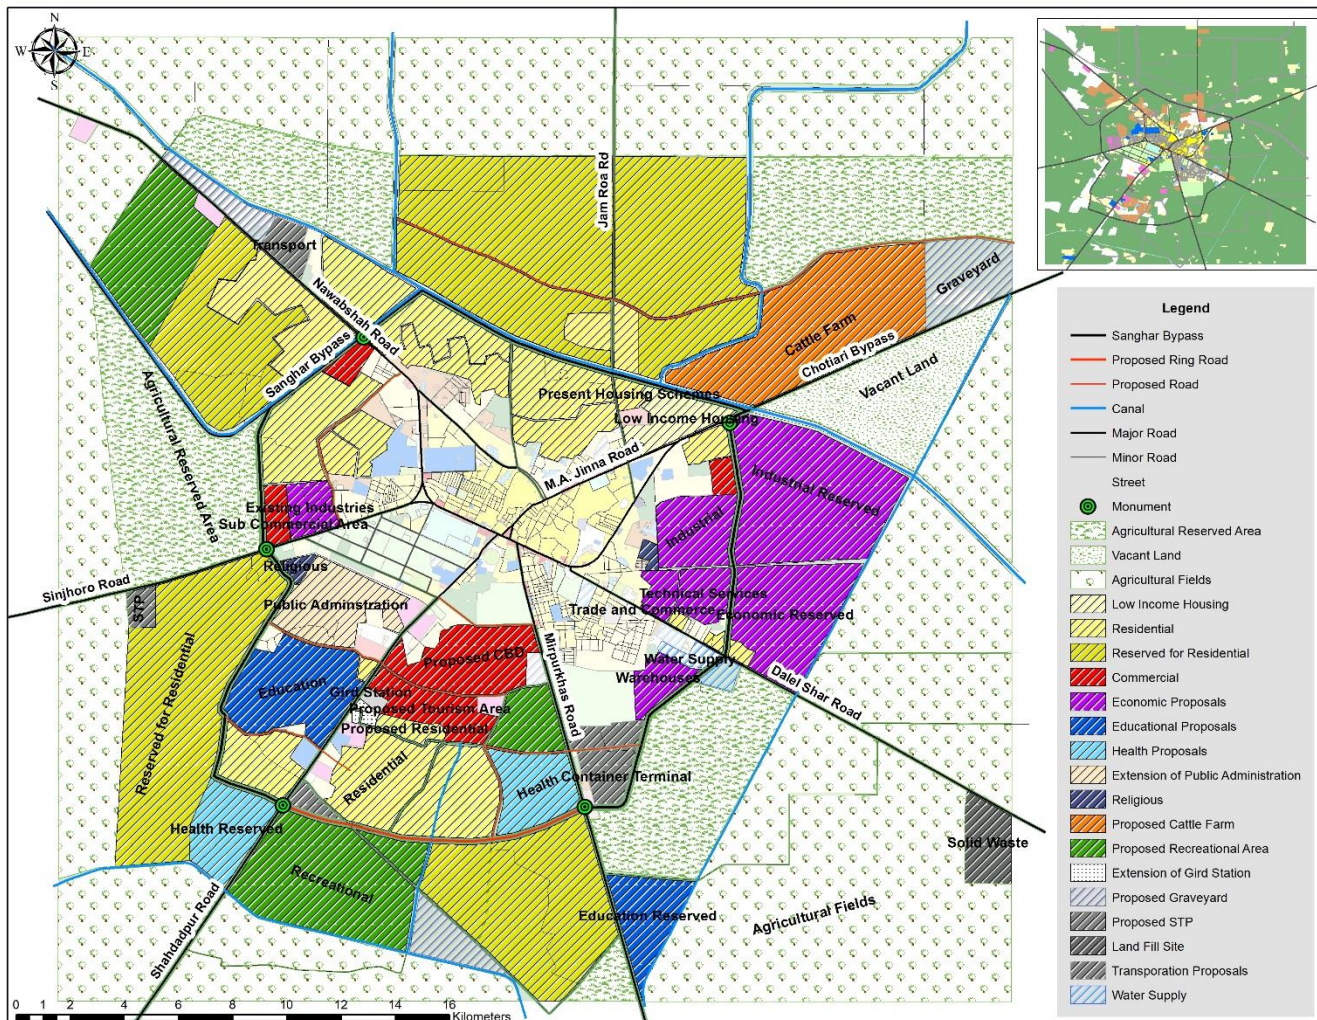 N
W E
S
Jam Roa Rd
Transport
Nawabshah Road
Graveyard
Cattle Farm
Chotiari Bypass
Sanghar Bypass
Vacant Land
Agricultural Reserved Area
Present Housing Schemes
Low Income Housing
M.A. Jinna Road
Industrial Reserved
Existing Industries
Sub Commercial Area
Industrial
Religious
Sinjhoro Road
STP
Public Adminstration
Technical Services
Trade and Commerce
Economic Reserved
Proposed CBD
Mirpurkhas Road
Water Supply
Warehouses
Dalel Shar Road
Education
Gird Station
Proposed Tourism Area
Proposed Residential
Reserved for Residential
Residential
Health Container Terminal
Health Reserved
Solid Waste
Recreational
Education Reserved
Agricultural Fields
Shahdadpur Road
0 1 2 4 6 8 10 12 14 16
Kilometers
Legend
Sanghar Bypass
Proposed Ring Road
Proposed Road
Canal
Major Road
Minor Road
Street
Monument
Agricultural Reserved Area
Vacant Land
Agricultural Fields
Low Income Housing
Residential
Reserved for Residential
Commercial
Economic Proposals
Educational Proposals
Health Proposals
Extension of Public Administration
Religious
Proposed Cattle Farm
Proposed Recreational Area
Extension of Gird Station
Proposed Graveyard
Proposed STP
Land Fill Site
Transporation Proposals
Water Supply